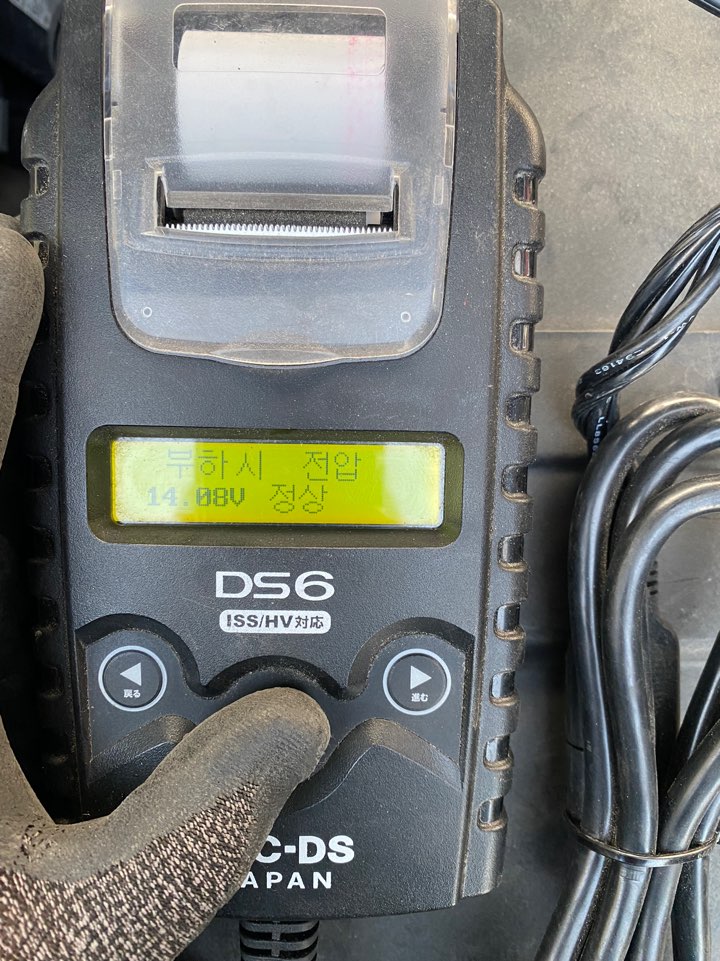 부하시 전압
14.08V 정상
DS6
ISS/HV対応
戻る
進む
C-DS
APAN